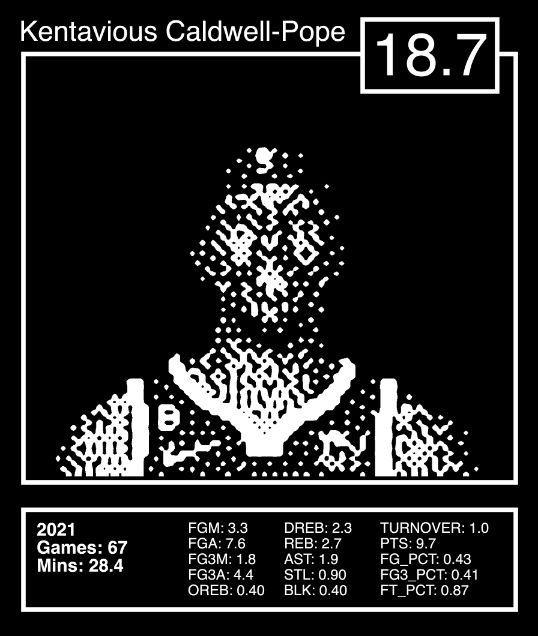 Kentavious Caldwell-Pope
18.7
2021
Games: 67
Mins: 28.4
FGM: 3.3
FGA: 7.6
FG3M: 1.8
FG3A: 4.4
OREB: 0.40
DREB: 2.3
REB: 2.7
AST: 1.9
STL: 0.90
BLK: 0.40
TURNOVER: 1.0
PTS: 9.7
FG_PCT: 0.43
FG3_PCT: 0.41
FT_PCT: 0.87